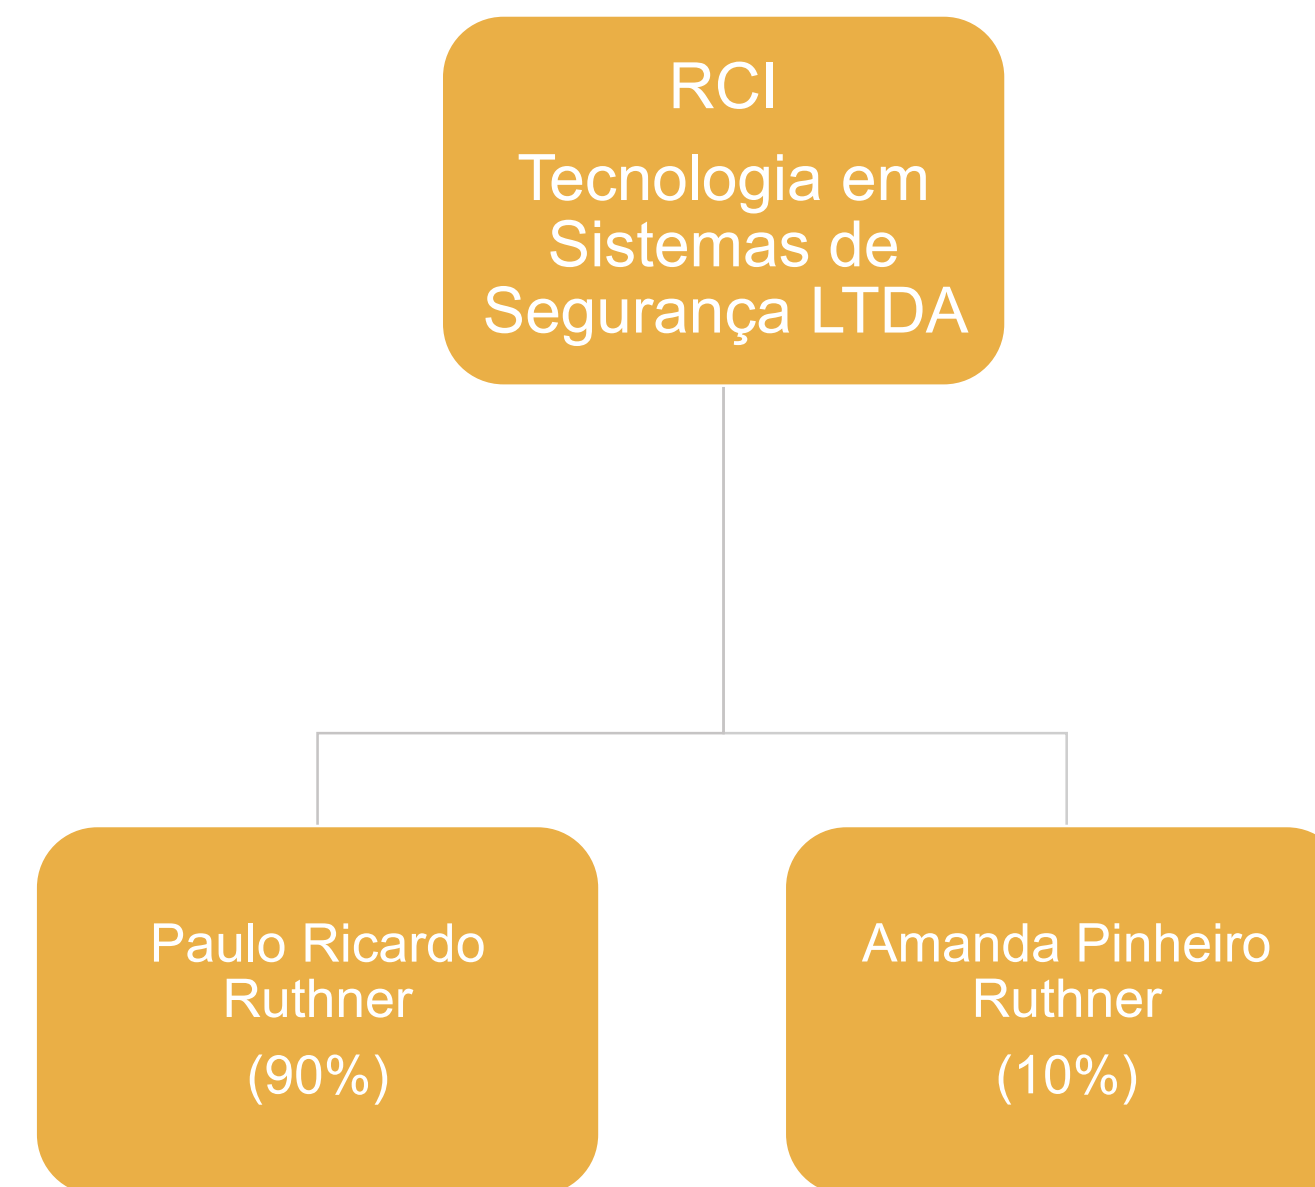 RCI
Tecnologia em
Sistemas de
Segurança LTDA
Paulo Ricardo
Ruthner
(90%)
Amanda Pinheiro
Ruthner
(10%)